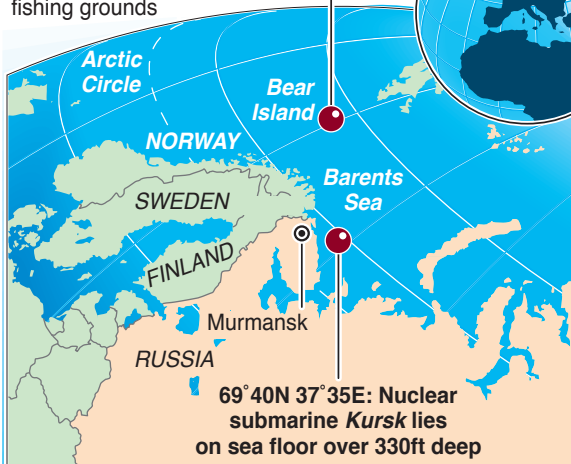 fishing grounds
Arctic
Circle
Bear
Island
NORWAY
Barents
Sea
SWEDEN
FINLAND
Murmansk
RUSSIA
69˚40N 37˚35E: Nuclear
submarine Kursk lies
on sea floor over 330ft deep